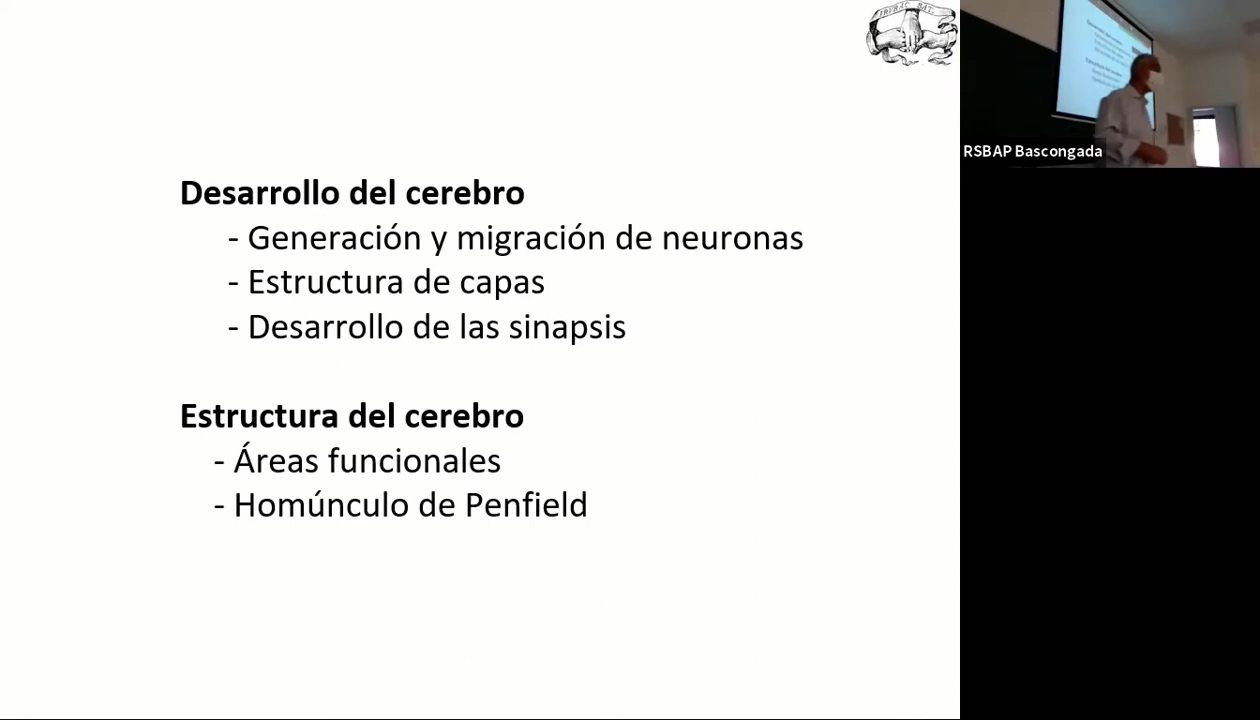 Desarrollo del cerebro
- Generación y migración de neuronas
- Estructura de capas
- Desarrollo de las sinapsis
Estructura del cerebro
- Áreas funcionales
- Homúnculo de Penfield
RSBAP Bascongada